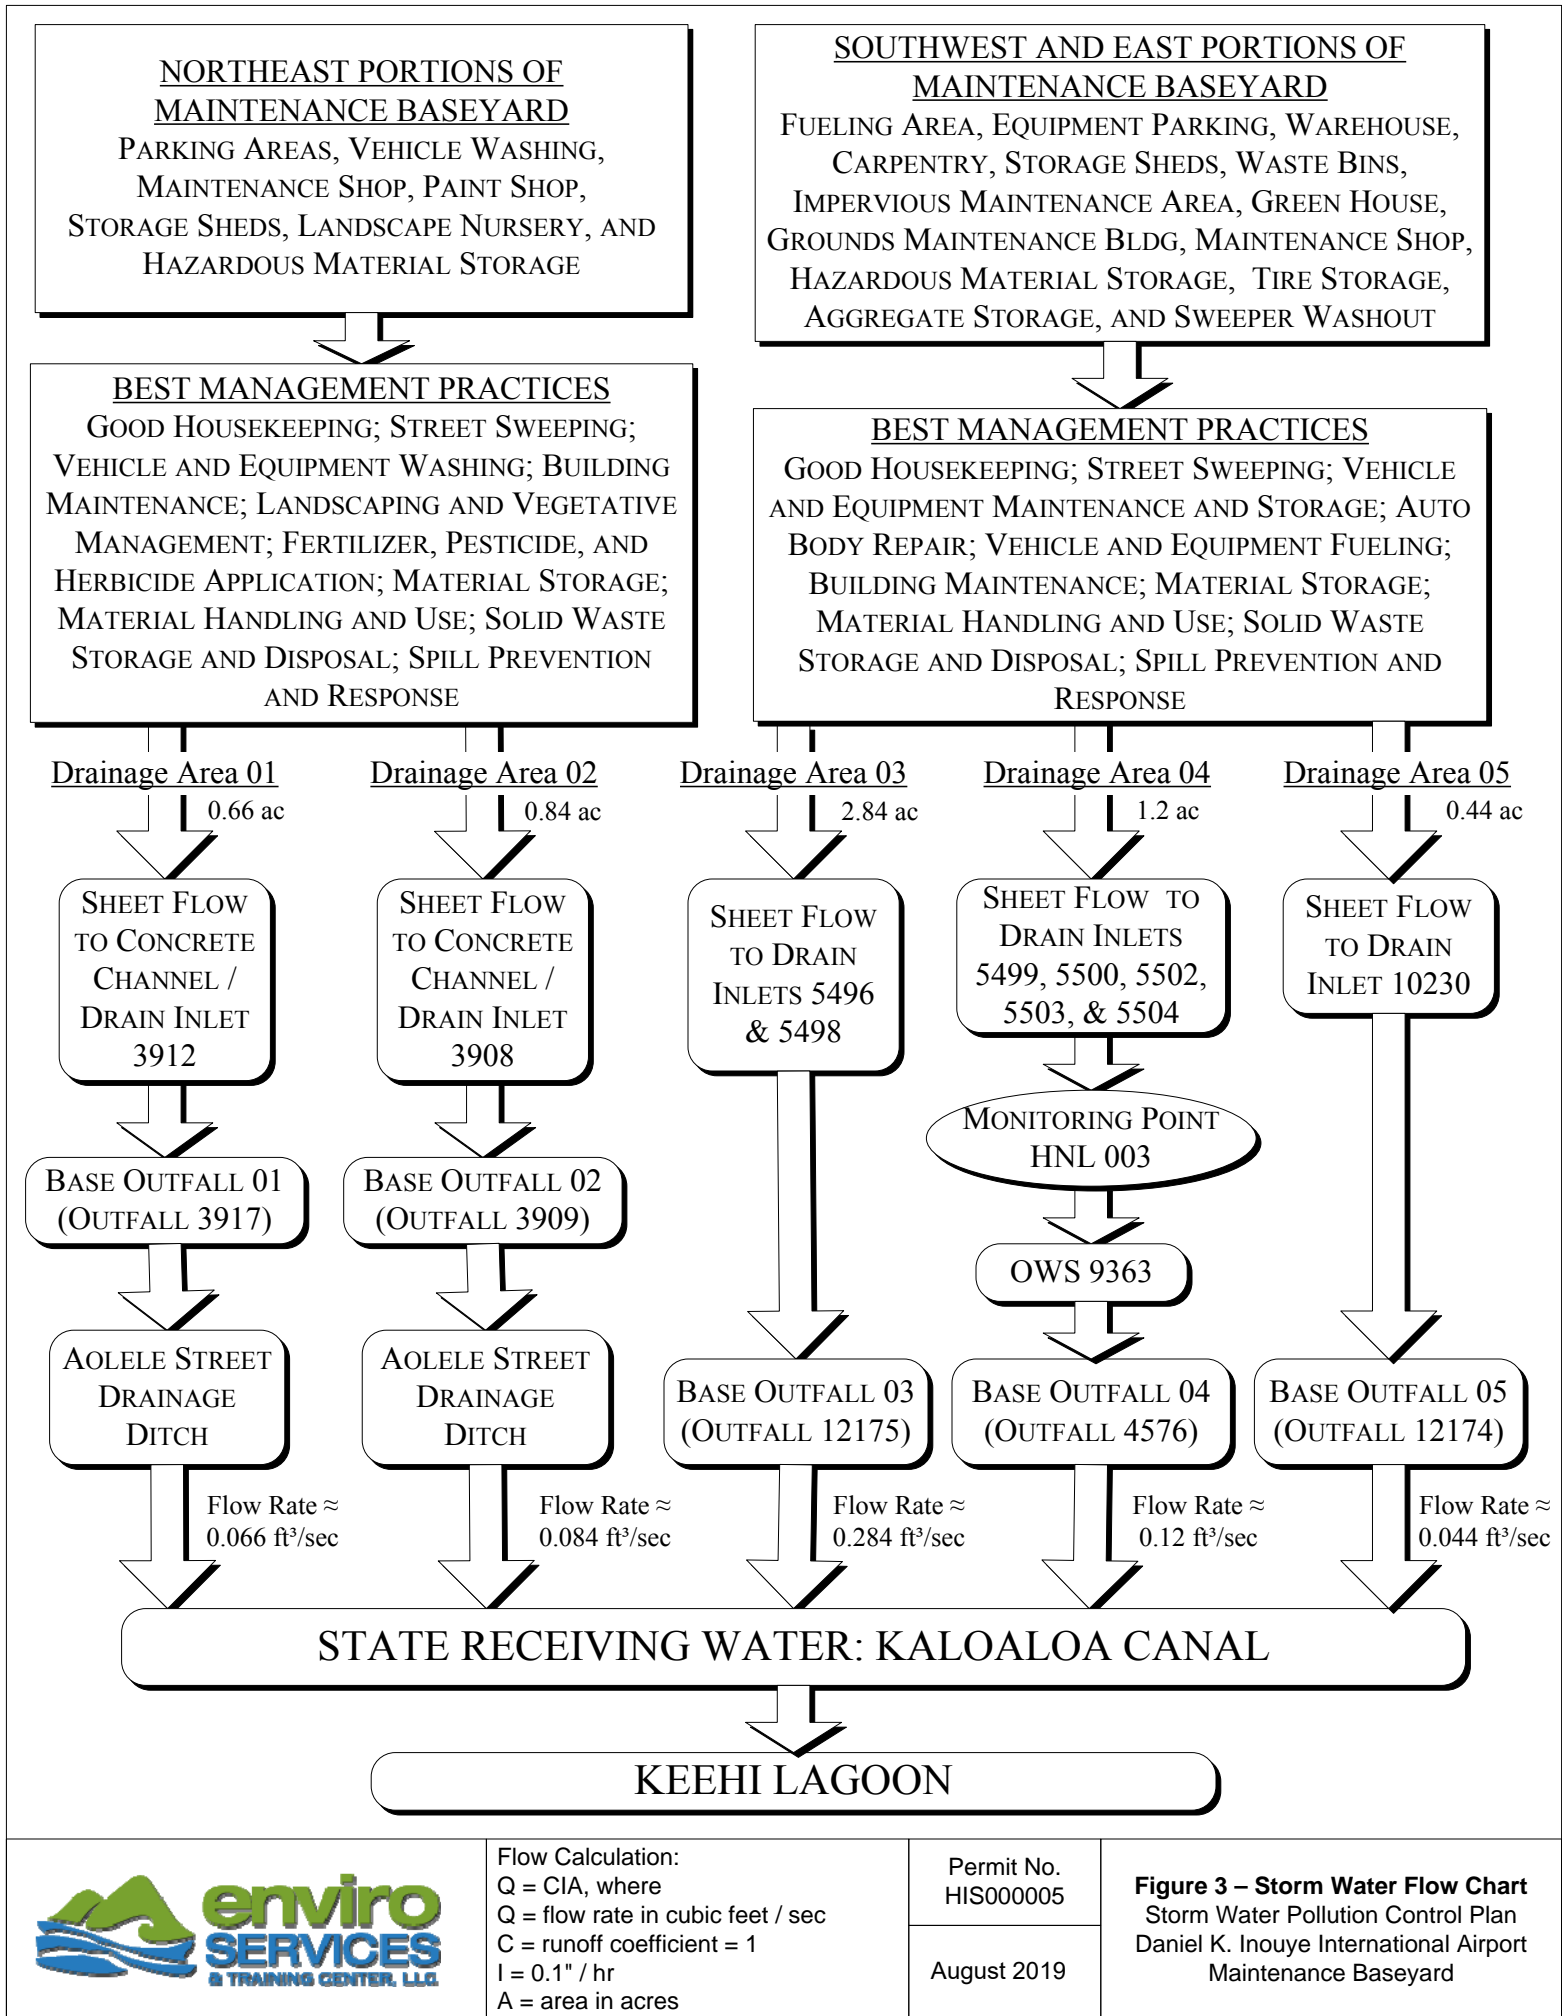 NORTHEAST PORTIONS OF
MAINTENANCE BASEYARD
PARKING AREAS, VEHICLE WASHING,
MAINTENANCE SHOP, PAINT SHOP,
STORAGE SHEDS, LANDSCAPE NURSERY, AND
HAZARDOUS MATERIAL STORAGE
SOUTHWEST AND EAST PORTIONS OF
MAINTENANCE BASEYARD
FUELING AREA, EQUIPMENT PARKING, WAREHOUSE,
CARPENTRY, STORAGE SHEDS, WASTE BINS,
IMPERVIOUS MAINTENANCE AREA, GREEN HOUSE,
GROUNDS MAINTENANCE BLDG, MAINTENANCE SHOP,
HAZARDOUS MATERIAL STORAGE, TIRE STORAGE,
AGGREGATE STORAGE, AND SWEEPER WASHOUT
BEST MANAGEMENT PRACTICES
GOOD HOUSEKEEPING; STREET SWEEPING;
VEHICLE AND EQUIPMENT WASHING; BUILDING
MAINTENANCE; LANDSCAPING AND VEGETATIVE
MANAGEMENT; FERTILIZER, PESTICIDE, AND
HERBICIDE APPLICATION; MATERIAL STORAGE;
MATERIAL HANDLING AND USE; SOLID WASTE
STORAGE AND DISPOSAL; SPILL PREVENTION
AND RESPONSE
BEST MANAGEMENT PRACTICES
GOOD HOUSEKEEPING; STREET SWEEPING; VEHICLE
AND EQUIPMENT MAINTENANCE AND STORAGE; AUTO
BODY REPAIR; VEHICLE AND EQUIPMENT FUELING;
BUILDING MAINTENANCE; MATERIAL STORAGE;
MATERIAL HANDLING AND USE; SOLID WASTE
STORAGE AND DISPOSAL; SPILL PREVENTION AND
RESPONSE
Drainage Area 01
0.66 ac
Drainage Area 02
0.84 ac
Drainage Area 03
2.84 ac
Drainage Area 04
1.2 ac
Drainage Area 05
0.44 ac
SHEET FLOW
TO CONCRETE
CHANNEL /
DRAIN INLET
3912
SHEET FLOW
TO CONCRETE
CHANNEL /
DRAIN INLET
3908
SHEET FLOW
TO DRAIN
INLETS 5496
& 5498
SHEET FLOW TO
DRAIN INLETS
5499, 5500, 5502,
5503, & 5504
SHEET FLOW
TO DRAIN
INLET 10230
MONITORING POINT
HNL 003
BASE OUTFALL 01
(OUTFALL 3917)
BASE OUTFALL 02
(OUTFALL 3909)
OWS 9363
AOLELE STREET
DRAINAGE
DITCH
AOLELE STREET
DRAINAGE
DITCH
BASE OUTFALL 03
(OUTFALL 12175)
BASE OUTFALL 04
(OUTFALL 4576)
BASE OUTFALL 05
(OUTFALL 12174)
Flow Rate ≈
0.066 ft³/sec
Flow Rate ≈
0.084 ft³/sec
Flow Rate ≈
0.284 ft³/sec
Flow Rate ≈
0.12 ft³/sec
Flow Rate ≈
0.044 ft³/sec
STATE RECEIVING WATER: KALOALOA CANAL
KEEHI LAGOON
enviro
SERVICES
& TRAINING CENTER, LLC.
Flow Calculation:
Q = CIA, where
Q = flow rate in cubic feet / sec
C = runoff coefficient = 1
I = 0.1" / hr
A = area in acres
Permit No.
HIS000005
August 2019
Figure 3 – Storm Water Flow Chart
Storm Water Pollution Control Plan
Daniel K. Inouye International Airport
Maintenance Baseyard